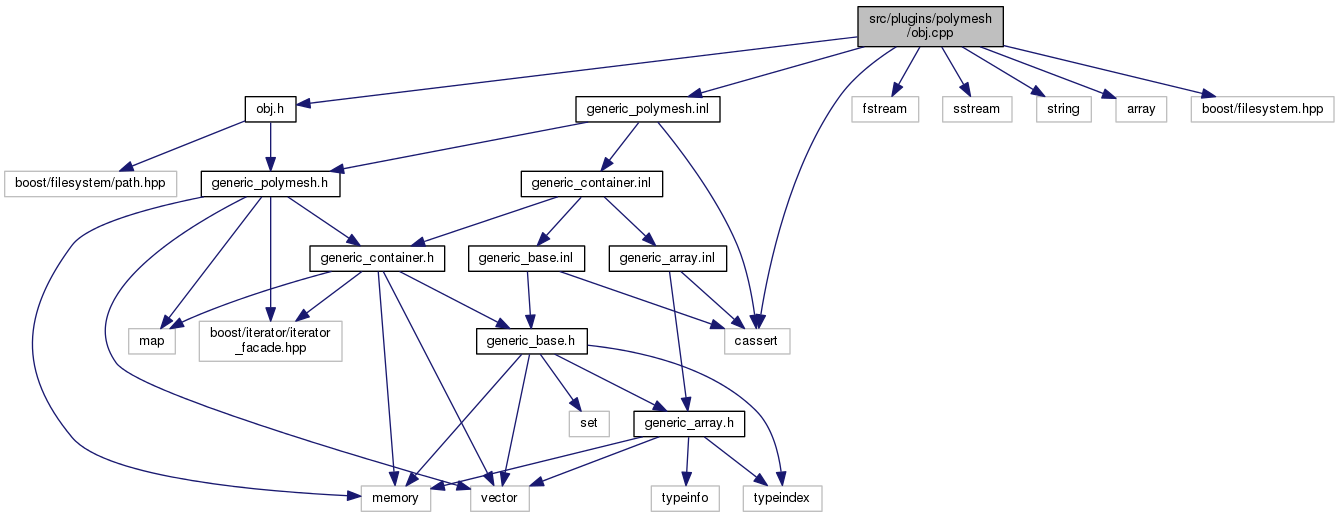 src/plugins/polymesh
/obj.cpp
obj.h
generic_polymesh.inl
fstream
sstream
string
array
boost/filesystem.hpp
boost/filesystem/path.hpp
generic_polymesh.h
generic_container.inl
generic_container.h
generic_base.inl
generic_array.inl
map
boost/iterator/iterator
_facade.hpp
generic_base.h
cassert
set
generic_array.h
memory
vector
typeinfo
typeindex